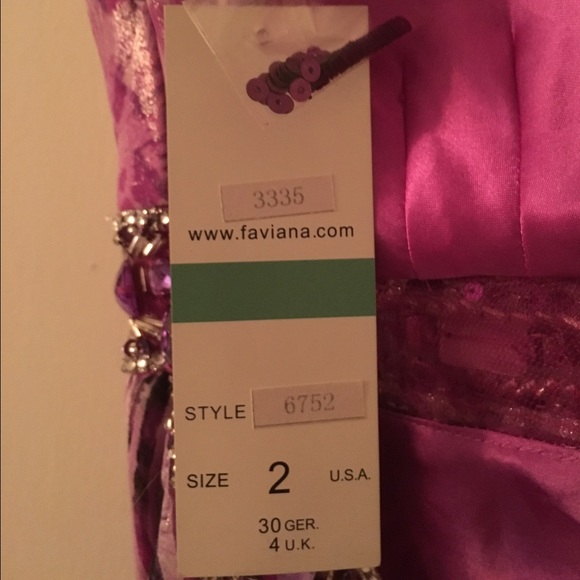 3335
www.faviana.com
STYLE 6752
SIZE 2 U.S.A.
30 GER.
4 U.K.